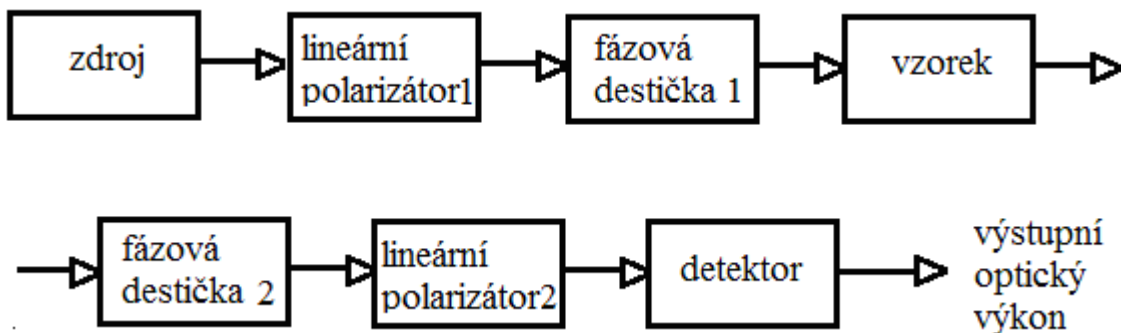 zdroj
lineární
polarizátor1
fázová
destička 1
vzorek
fázová
destička 2
lineární
polarizátor2
detektor
výstupní
optický
výkon